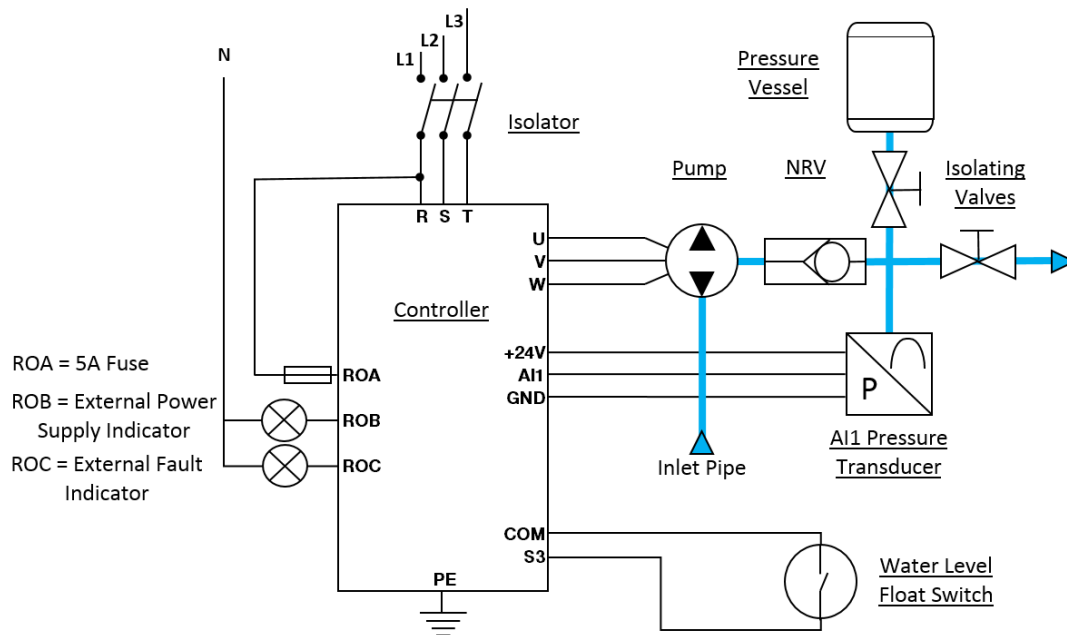 N
L1
L2
L3
Isolator
Pressure
Vessel
Pump
NRV
Isolating
Valves
R S T
U
V
W
Controller
+24V
AI1
GND
P
AI1 Pressure
Transducer
Inlet Pipe
ROA = 5A Fuse
ROB = External Power
Supply Indicator
ROC = External Fault
Indicator
ROA
ROB
ROC
COM
S3
PE
Water Level
Float Switch